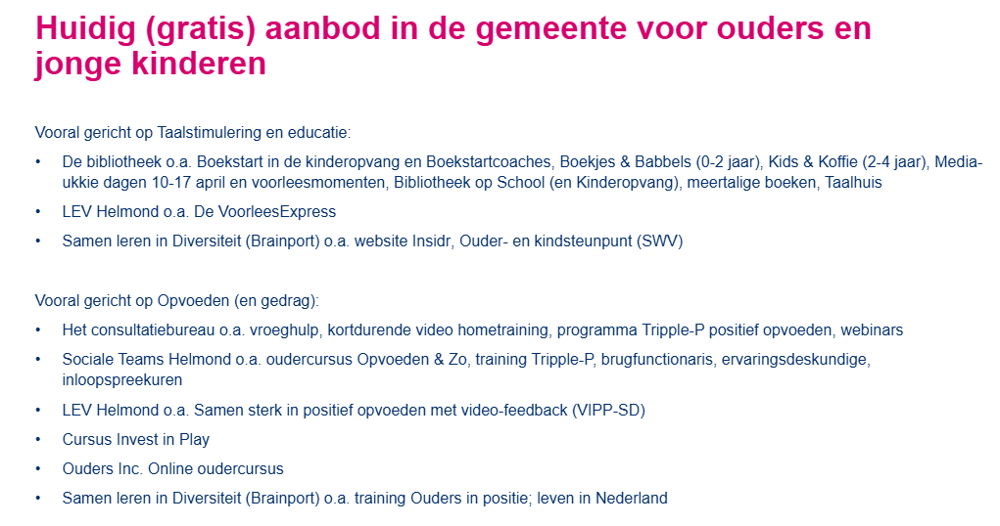 Huidig (gratis) aanbod in de gemeente voor ouders en
jonge kinderen
Vooral gericht op Taalstimulering en educatie:
• De bibliotheek o.a. Boekstart in de kinderopvang en Boekstartcoaches, Boekjes & Babbels (0-2 jaar), Kids & Koffie (2-4 jaar), Media-
ukkie dagen 10-17 april en voorleesmomenten, Bibliotheek op School (en Kinderopvang), meertalige boeken, Taalhuis
• LEV Helmond o.a. De VoorleesExpress
• Samen leren in Diversiteit (Brainport) o.a. website Insidr, Ouder- en kindsteunpunt (SWV)
Vooral gericht op Opvoeden (en gedrag):
• Het consultatiebureau o.a. vroeghulp, kortdurende video hometraining, programma Tripple-P positief opvoeden, webinars
• Sociale Teams Helmond o.a. oudercursus Opvoeden & Zo, training Tripple-P, brugfunctionaris, ervaringsdeskundige,
inloopspreekuren
• LEV Helmond o.a. Samen sterk in positief opvoeden met video-feedback (VIPP-SD)
• Cursus Invest in Play
• Ouders Inc. Online oudercursus
• Samen leren in Diversiteit (Brainport) o.a. training Ouders in positie; leven in Nederland